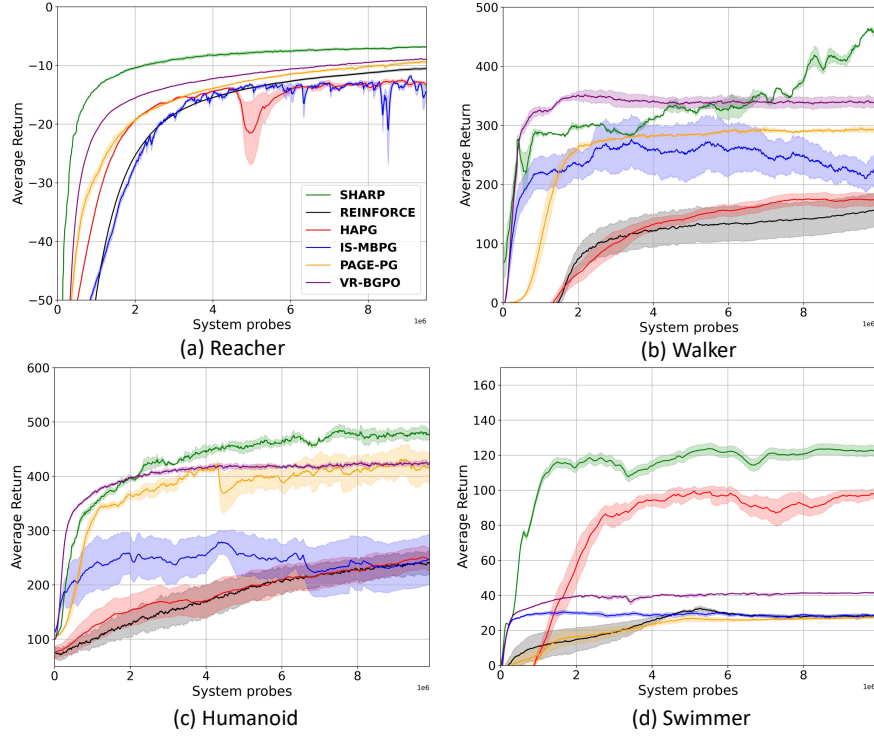 0
−10
−20
−30
−40
−50
Average Return
SHARP
REINFORCE
HAPG
IS-MBPG
PAGE-PG
VR-BGPO
0 2 4 6 8
1e6
System probes
(a) Reacher
500
400
300
200
100
0
Average Return
0 2 4 6 8
1e6
System probes
(b) Walker
600
500
400
300
200
100
Average Return
0 2 4 6 8
1e6
System probes
(c) Humanoid
160
140
120
100
80
60
40
20
0
Average Return
0 2 4 6 8
1e6
System probes
(d) Swimmer